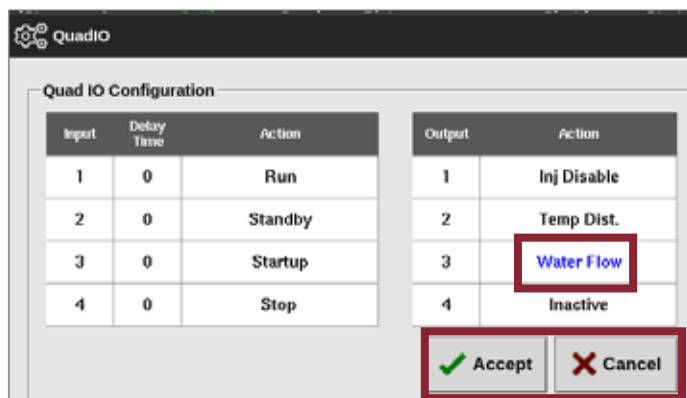 QuadIO
Quad IO Configuration
Input Delay Time Action
1 0 Run
2 0 Standby
3 0 Startup
4 0 Stop
Output Action
1 Inj Disable
2 Temp Dist.
3 Water Flow
4 Inactive
Accept Cancel